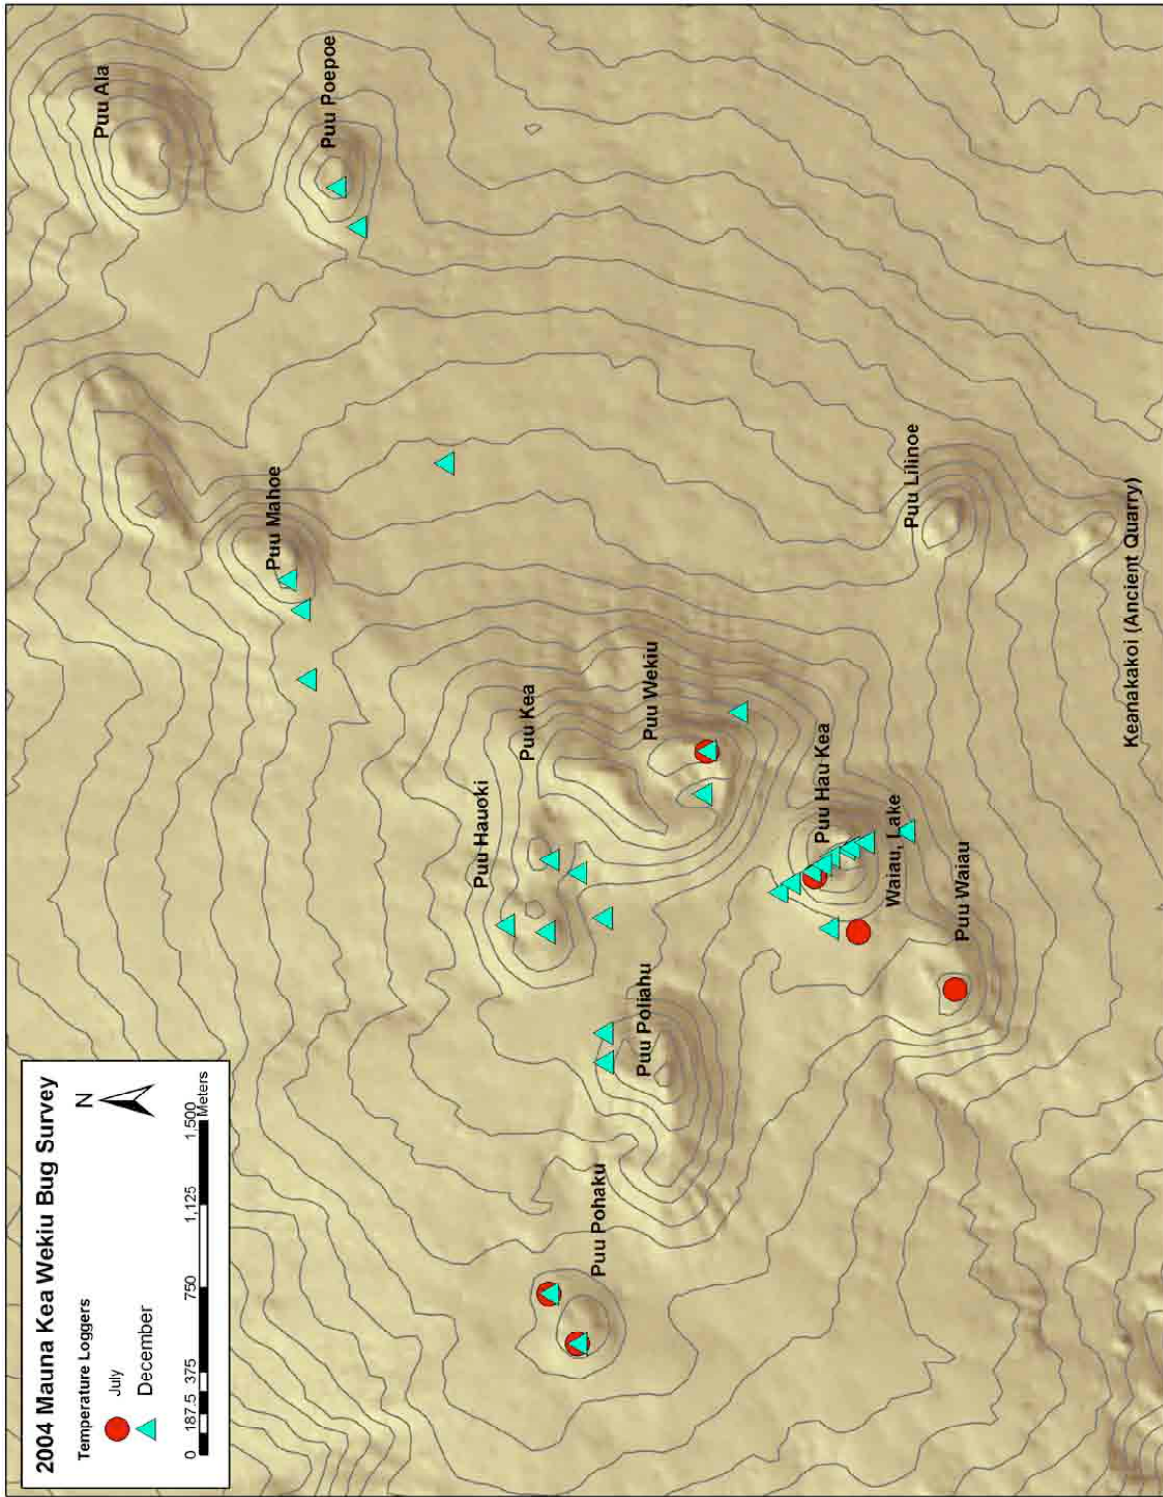 2004 Mauna Kea Wekiu Bug Survey
Temperature Loggers
July
December
N
0 187.5 375 750 1,125 1,500
Meters
Puu Ala
Puu Poepoe
Puu Mahoe
Puu Kea
Puu Hauoki
Puu Wekiu
Puu Poliahu
Puu Pohaku
Puu Hau Kea
Waiau, Lake
Puu Waiau
Puu Lilinoe
Keanakakoi (Ancient Quarry)